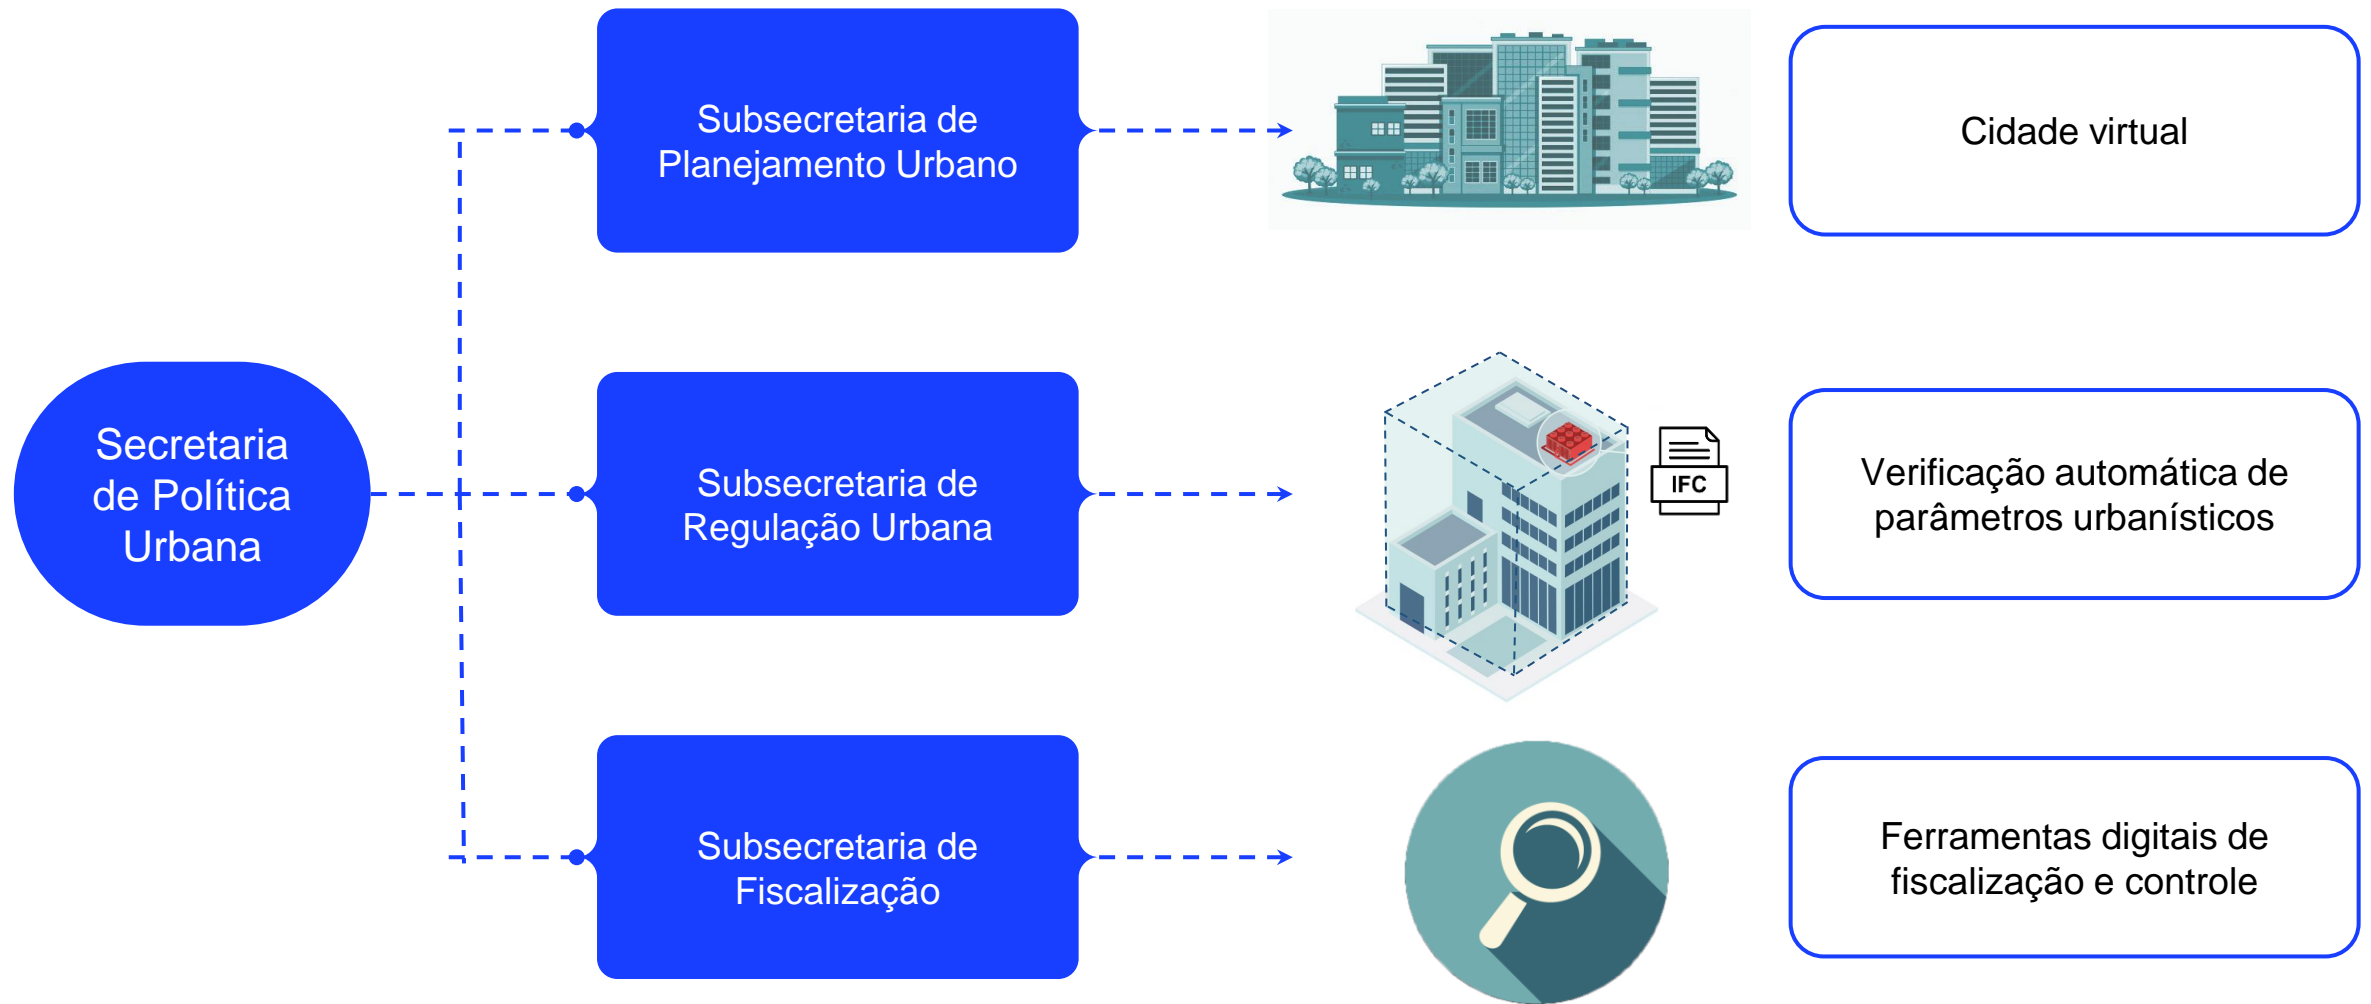 Secretaria
de Política
Urbana
Subsecretaria de
Planejamento Urbano
Cidade virtual
Subsecretaria de
Regulação Urbana
IFC
Verificação automática de
parâmetros urbanísticos
Subsecretaria de
Fiscalização
Ferramentas digitais de
fiscalização e controle